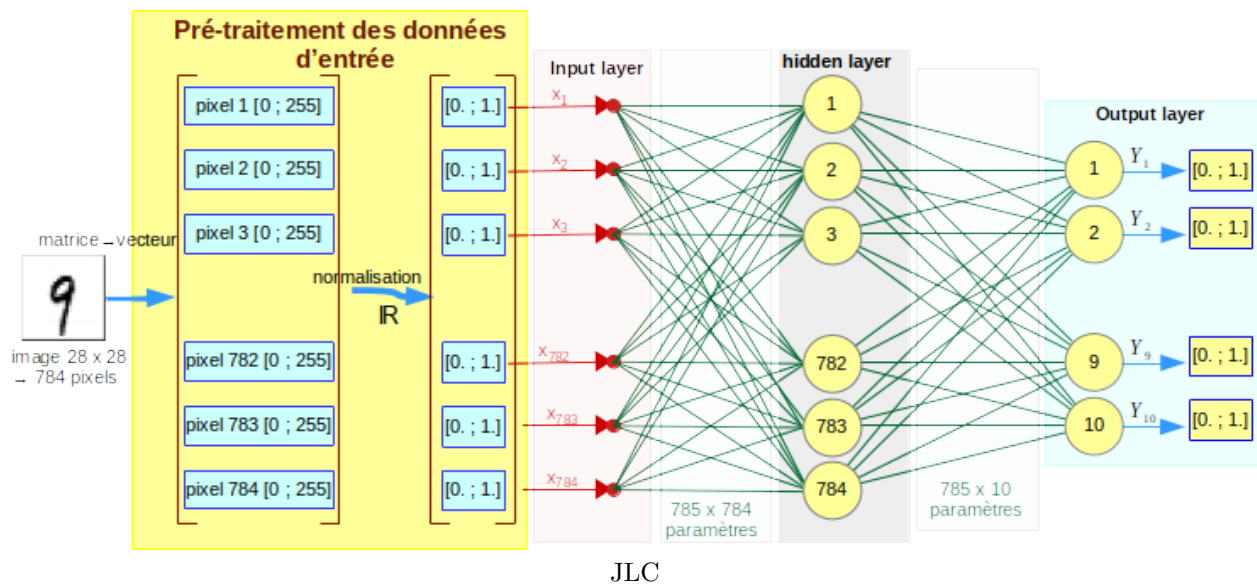 Pré-traitement des données
d'entrée
matrice→vecteur
image 28 x 28
→ 784 pixels
pixel 1 [0 ; 255]
pixel 2 [0 ; 255]
pixel 3 [0 ; 255]
pixel 782 [0 ; 255]
pixel 783 [0 ; 255]
pixel 784 [0 ; 255]
normalisation
IR
[0. ; 1.]
[0. ; 1.]
[0. ; 1.]
[0. ; 1.]
[0. ; 1.]
[0. ; 1.]
Input layer
x1
x2
x3
x782
x783
x784
785 x 784
paramètres
hidden layer
1
2
3
782
783
784
785 x 10
paramètres
Output layer
1
2
9
10
Y1
Y2
Y9
Y10
[0. ; 1.]
[0. ; 1.]
[0. ; 1.]
[0. ; 1.]
9
JLC